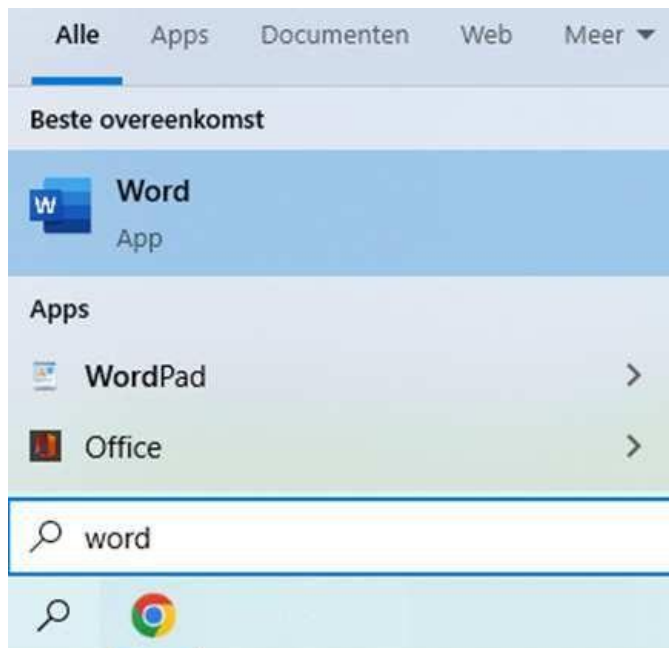 Alle Apps Documenten Web Meer
Beste overeenkomst
W
Word
App
Apps
WordPad
Office
word